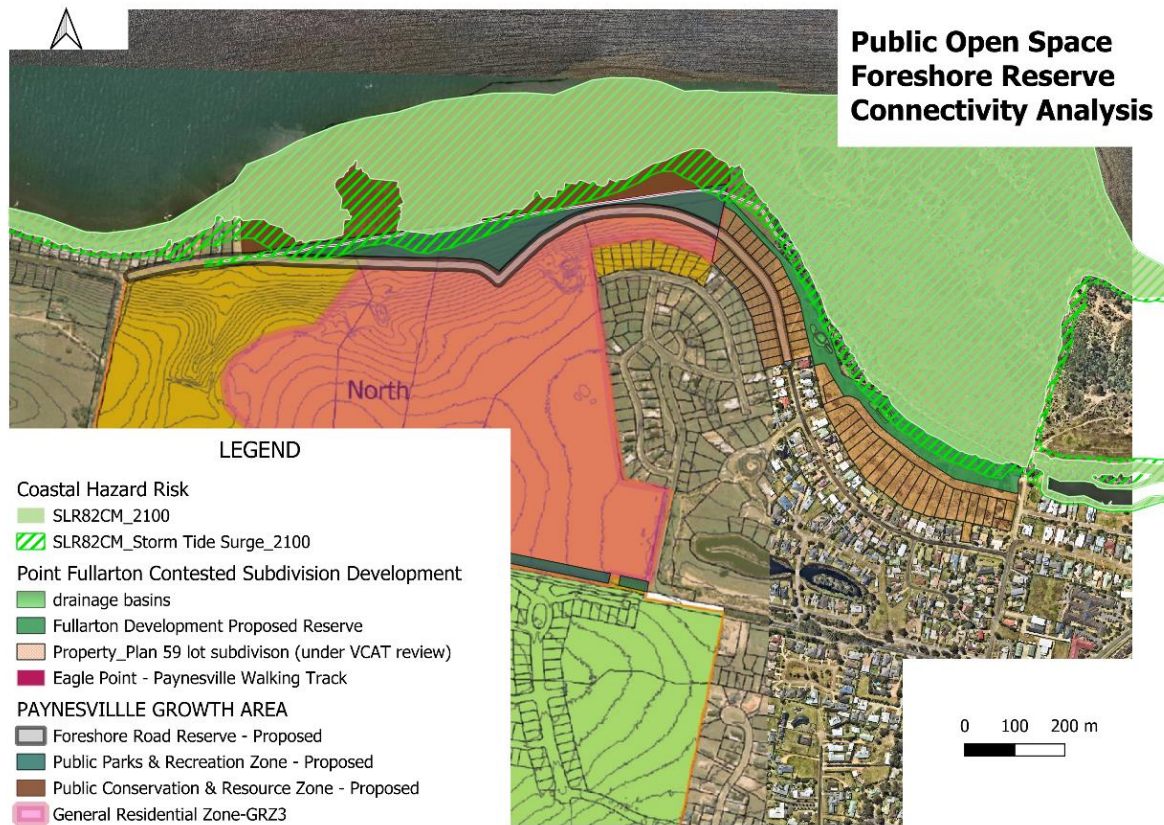 Public Open Space
Foreshore Reserve
Connectivity Analysis
North
LEGEND
Coastal Hazard Risk
SLR82CM_2100
SLR82CM_Storm Tide Surge_2100
Point Fullarton Contested Subdivision Development
drainage basins
Fullarton Development Proposed Reserve
Property_Plan 59 lot subdivison (under VCAT review)
Eagle Point - Paynesville Walking Track
PAYNESVILLLE GROWTH AREA
Foreshore Road Reserve - Proposed
Public Parks & Recreation Zone - Proposed
Public Conservation & Resource Zone - Proposed
General Residential Zone-GRZ3
0 100 200 m